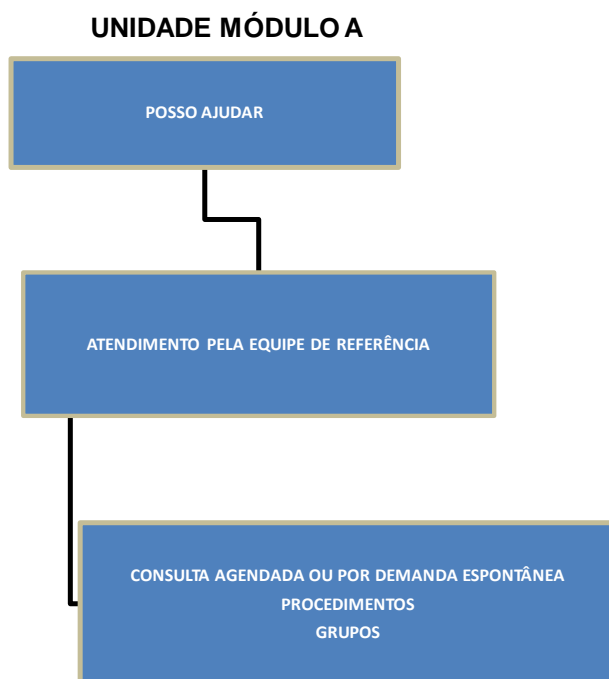 UNIDADE MÓDULO A
POSSO AJUDAR
ATENDIMENTO PELA EQUIPE DE REFERÊNCIA
CONSULTA AGENDADA OU POR DEMANDA ESPONTÂNEA
PROCEDIMENTOS
GRUPOS